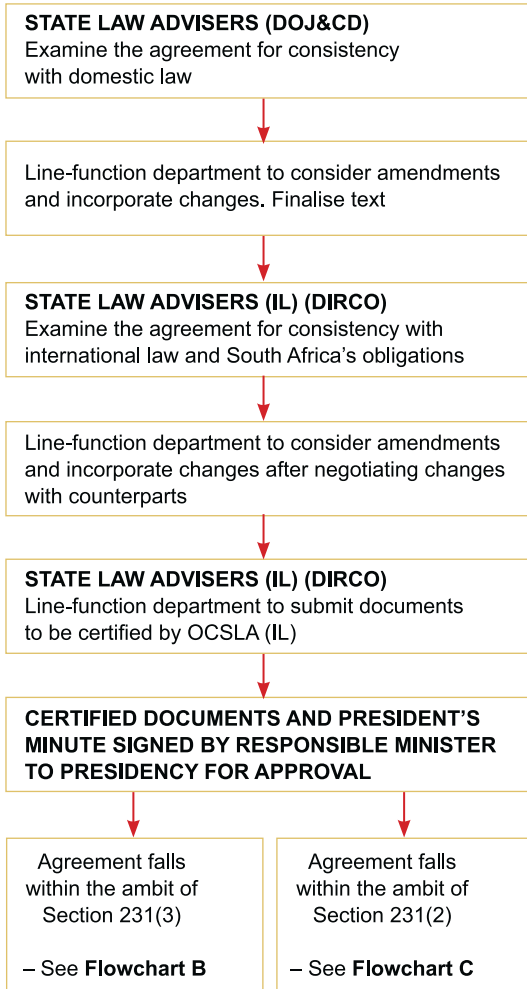 STATE LAW ADVISERS (DOJ&CD)
Examine the agreement for consistency
with domestic law
Line-function department to consider amendments
and incorporate changes. Finalise text
STATE LAW ADVISERS (IL) (DIRCO)
Examine the agreement for consistency with
international law and South Africa's obligations
Line-function department to consider amendments
and incorporate changes after negotiating changes
with counterparts
STATE LAW ADVISERS (IL) (DIRCO)
Line-function department to submit documents
to be certified by OCSLA (IL)
CERTIFIED DOCUMENTS AND PRESIDENT'S
MINUTE SIGNED BY RESPONSIBLE MINISTER
TO PRESIDENCY FOR APPROVAL
Agreement falls
within the ambit of
Section 231(3)
– See Flowchart B
Agreement falls
within the ambit of
Section 231(2)
– See Flowchart C